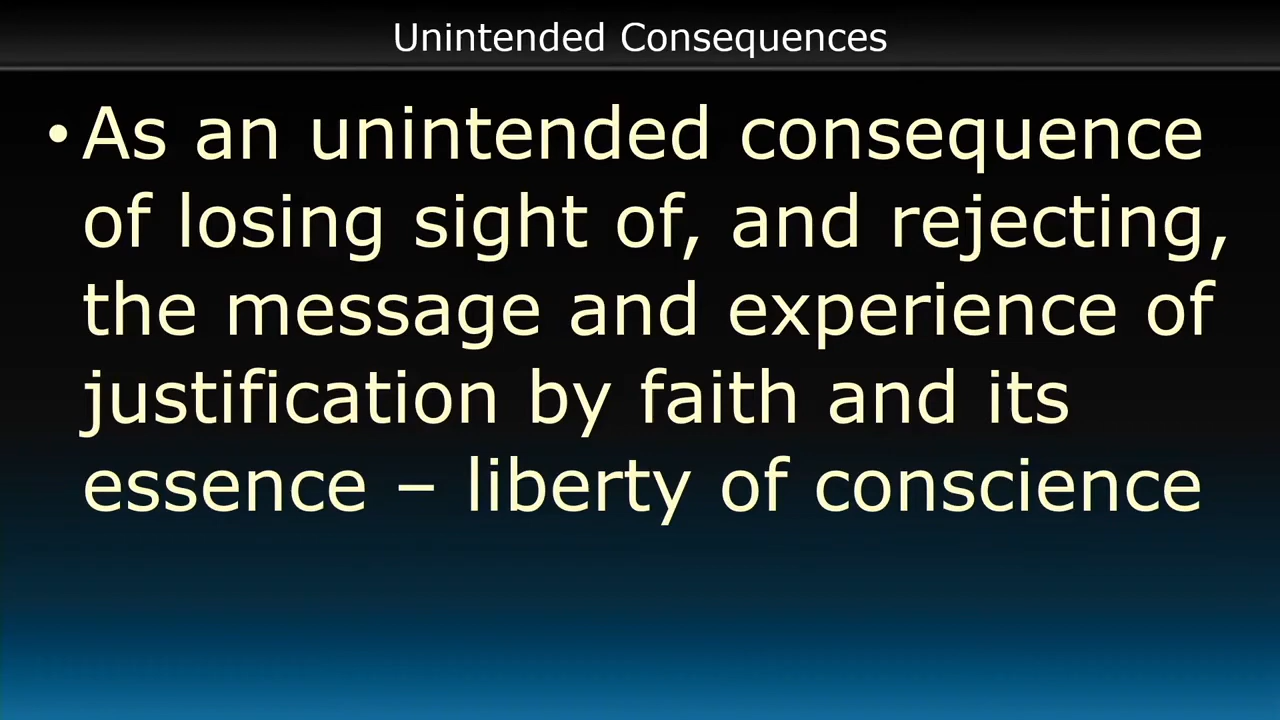 Unintended Consequences
• As an unintended consequence
of losing sight of, and rejecting,
the message and experience of
justification by faith and its
essence – liberty of conscience